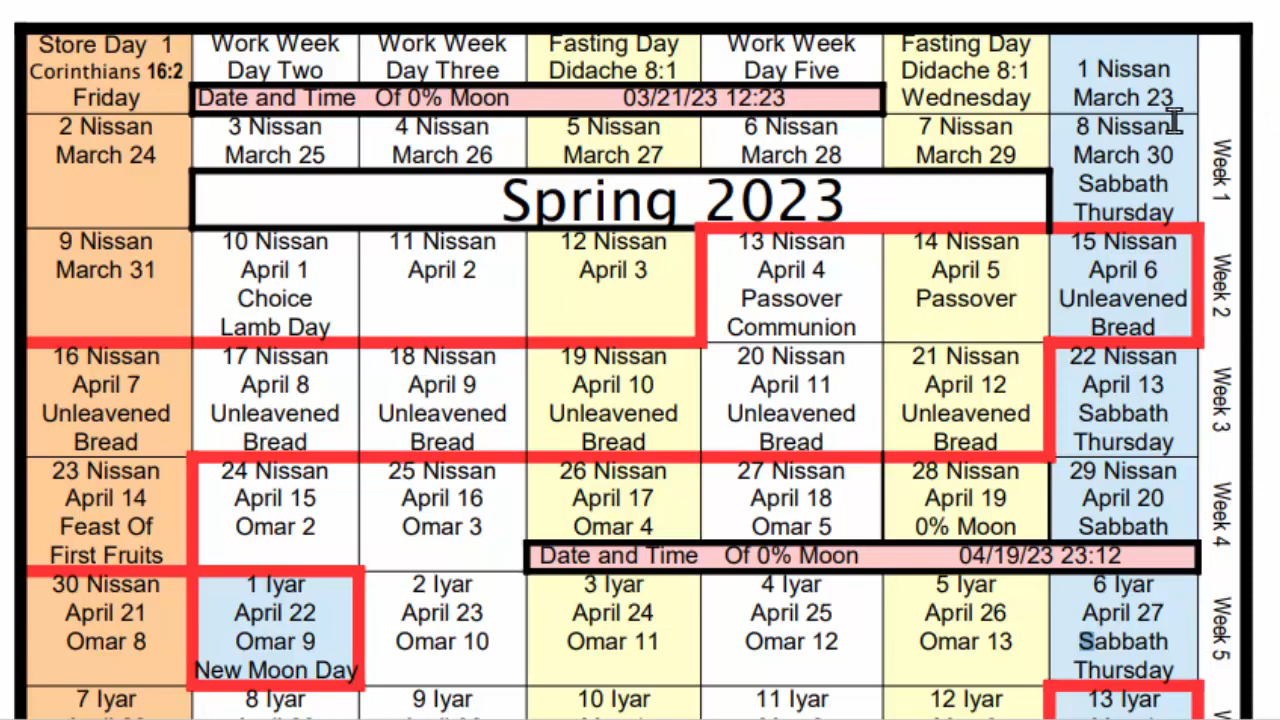 Store Day 1
Corinthians 16:2
Friday
Work Week
Day Two
Work Week
Day Three
Fasting Day
Didache 8:1
Work Week
Day Five
Fasting Day
Didache 8:1
Wednesday
1 Nissan
March 23
Date and Time Of 0% Moon 03/21/23 12:23
2 Nissan
March 24
3 Nissan
March 25
4 Nissan
March 26
5 Nissan
March 27
6 Nissan
March 28
7 Nissan
March 29
8 Nissan
March 30
Sabbath
Thursday
Week 1
Spring 2023
9 Nissan
March 31
10 Nissan
April 1
Choice
Lamb Day
11 Nissan
April 2
12 Nissan
April 3
13 Nissan
April 4
Passover
Communion
14 Nissan
April 5
Passover
15 Nissan
April 6
Unleavened
Bread
Week 2
16 Nissan
April 7
Unleavened
Bread
17 Nissan
April 8
Unleavened
Bread
18 Nissan
April 9
Unleavened
Bread
19 Nissan
April 10
Unleavened
Bread
20 Nissan
April 11
Unleavened
Bread
21 Nissan
April 12
Unleavened
Bread
22 Nissan
April 13
Sabbath
Thursday
Week 3
23 Nissan
April 14
Feast Of
First Fruits
24 Nissan
April 15
Omar 2
25 Nissan
April 16
Omar 3
26 Nissan
April 17
Omar 4
27 Nissan
April 18
Omar 5
28 Nissan
April 19
0% Moon
29 Nissan
April 20
Sabbath
Week 4
Date and Time Of 0% Moon 04/19/23 23:12
30 Nissan
April 21
Omar 8
1 Iyar
April 22
Omar 9
New Moon Day
2 Iyar
April 23
Omar 10
3 Iyar
April 24
Omar 11
4 Iyar
April 25
Omar 12
5 Iyar
April 26
Omar 13
6 Iyar
April 27
Sabbath
Thursday
Week 5
7 Iyar
8 Iyar
9 Iyar
10 Iyar
11 Iyar
12 Iyar
13 Iyar